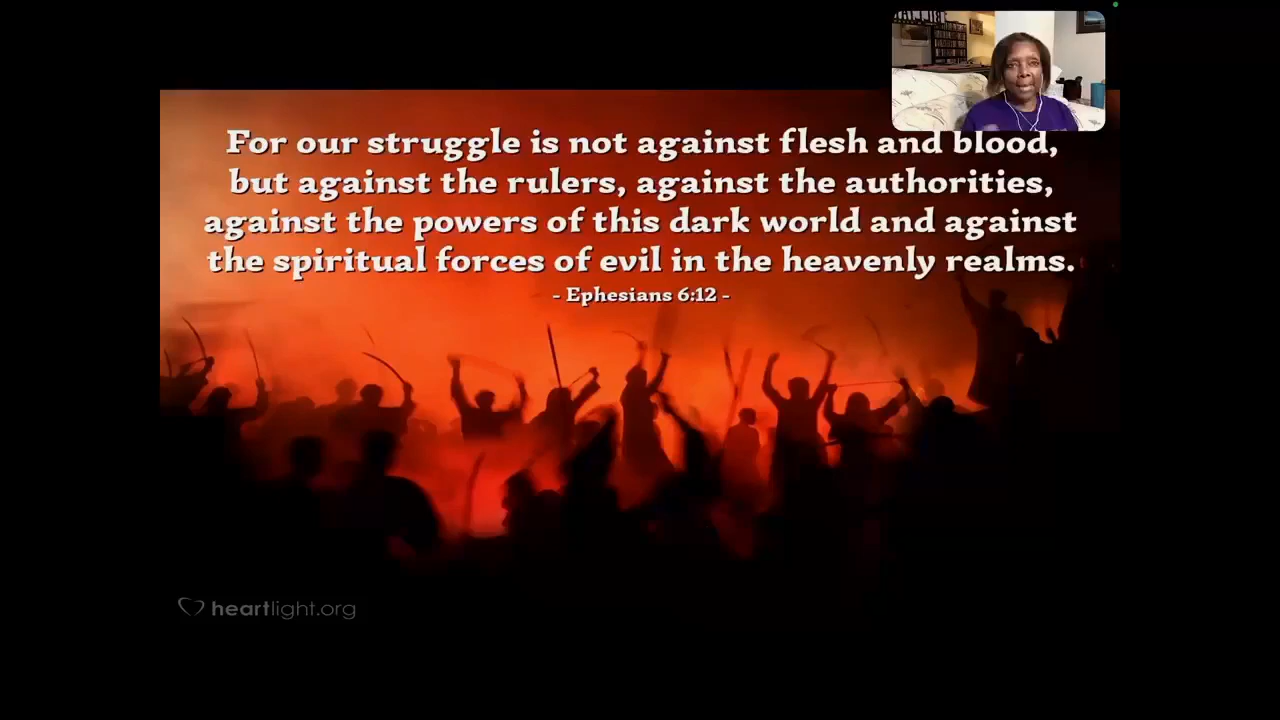 For our struggle is not against flesh and blood,
but against the rulers, against the authorities,
against the powers of this dark world and against
the spiritual forces of evil in the heavenly realms.
- Ephesians 6:12 -
heartlight.org